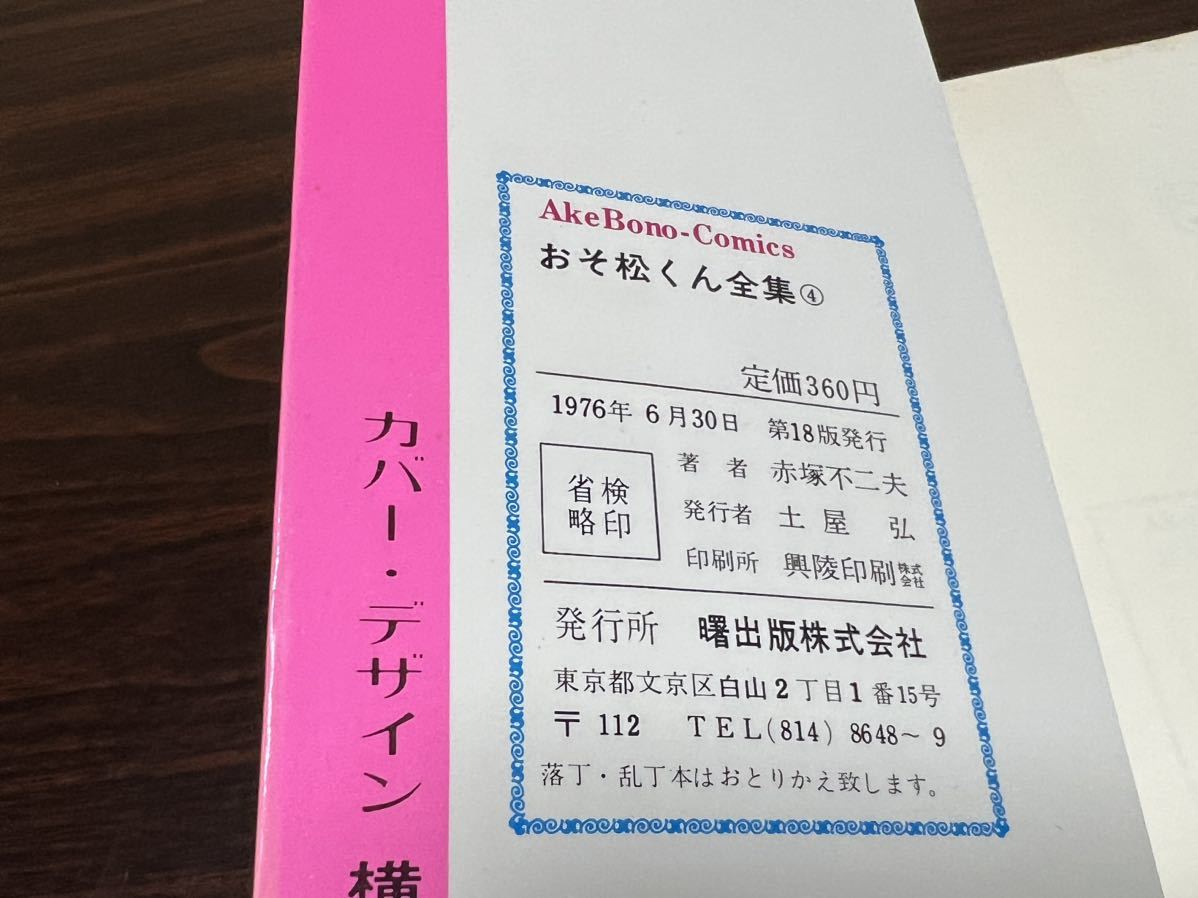 AkeBono-Comics
おそ松くん全集④
定価360円
1976年 6月30日 第18版発行
検印
省略
著 者 赤塚不二夫
発行者 土屋 弘
印刷所 興陵印刷株式会社
発行所 曙出版株式会社
東京都文京区白山2丁目1番15号
〒112 TEL(814) 8648〜9
落丁・乱丁本はおとりかえ致します。
カバー・デザイン 横